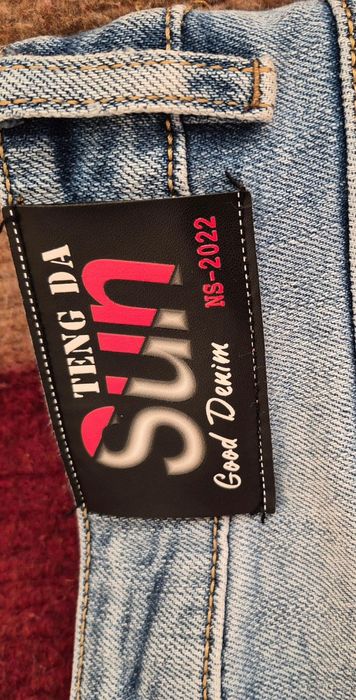 TENG DA
Sun
NS-2022
Good Denim